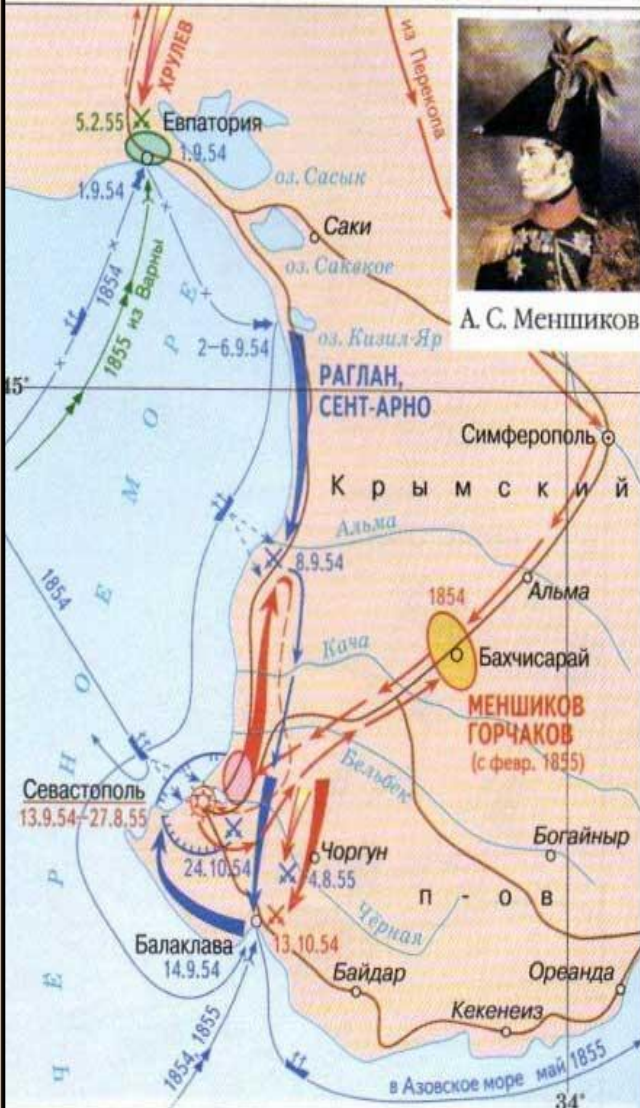 ХРУЛЕВ
из Перекопа
5.2.55
Евпатория
1.9.54
1.9.54
оз. Сасык
Саки
оз. Саквкое
А. С. Меншиков
1854
1855 из Варны
2–6.9.54
оз. Кизил-Яр
45°
РАГЛАН,
СЕНТ-АРНО
Симферополь
Крымский
Альма
8.9.54
Альма
1854
1854
Кача
Бахчисарай
МЕНШИКОВ
ГОРЧАКОВ
(с февр. 1855)
Бельбек
Севастополь
13.9.54–27.8.55
Богайныр
24.10.54
Чоргун
4.8.55
п-ов
Чёрная
Балаклава
14.9.54
13.10.54
Байдар
Ореанда
Кекенеиз
1854, 1855
в Азовское море май 1855
34°
ЧЁРНОЕ МОРЕ